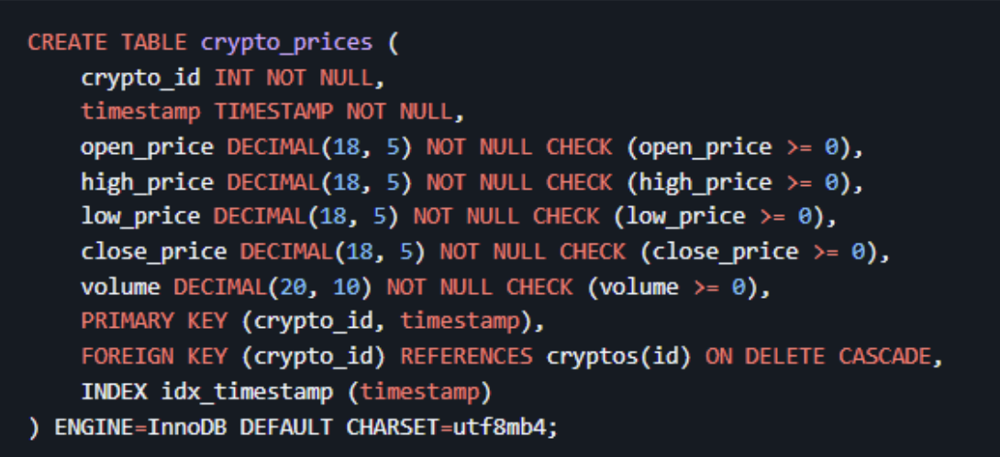 CREATE TABLE crypto_prices (
    crypto_id INT NOT NULL,
    timestamp TIMESTAMP NOT NULL,
    open_price DECIMAL(18, 5) NOT NULL CHECK (open_price >= 0),
    high_price DECIMAL(18, 5) NOT NULL CHECK (high_price >= 0),
    low_price DECIMAL(18, 5) NOT NULL CHECK (low_price >= 0),
    close_price DECIMAL(18, 5) NOT NULL CHECK (close_price >= 0),
    volume DECIMAL(20, 10) NOT NULL CHECK (volume >= 0),
    PRIMARY KEY (crypto_id, timestamp),
    FOREIGN KEY (crypto_id) REFERENCES cryptos(id) ON DELETE CASCADE,
    INDEX idx_timestamp (timestamp)
) ENGINE=InnoDB DEFAULT CHARSET=utf8mb4;